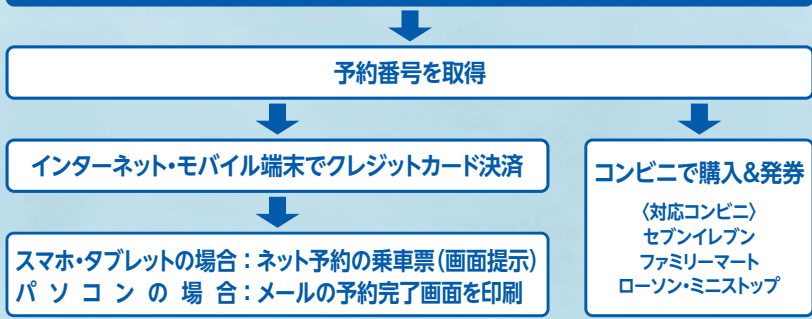 予約番号を取得
インターネット・モバイル端末でクレジットカード決済
スマホ・タブレットの場合：ネット予約の乗車票(画面提示)
パソコンの場合：メールの予約完了画面を印刷
コンビニで購入&発券
〈対応コンビニ〉
セブンイレブン
ファミリーマート
ローソン・ミニストップ